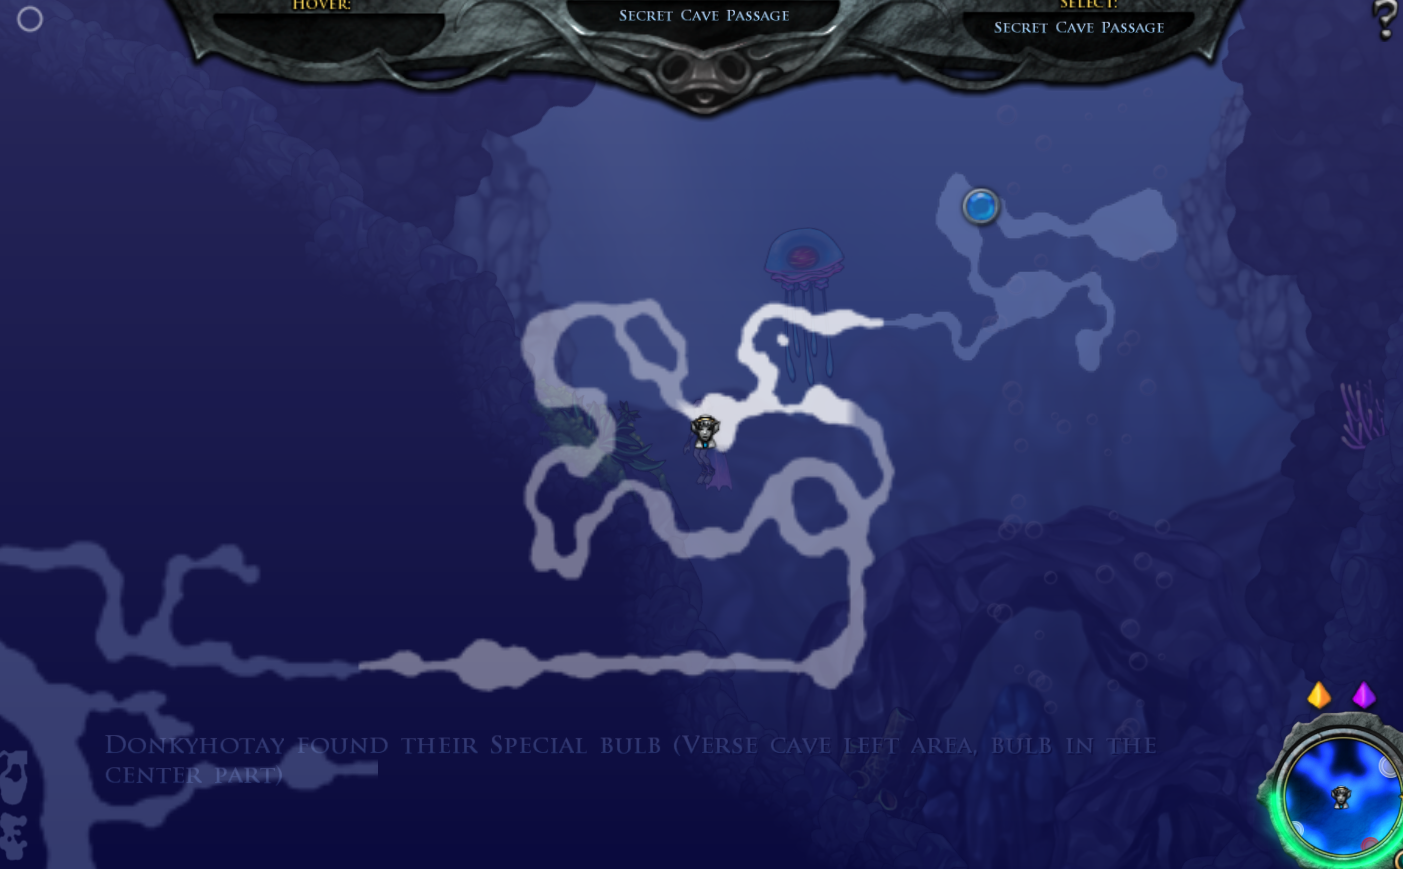 Hover:
Secret Cave Passage
Select:
Secret Cave Passage
Donkyhotay found their Special bulb (Verse cave left area, bulb in the
center part)